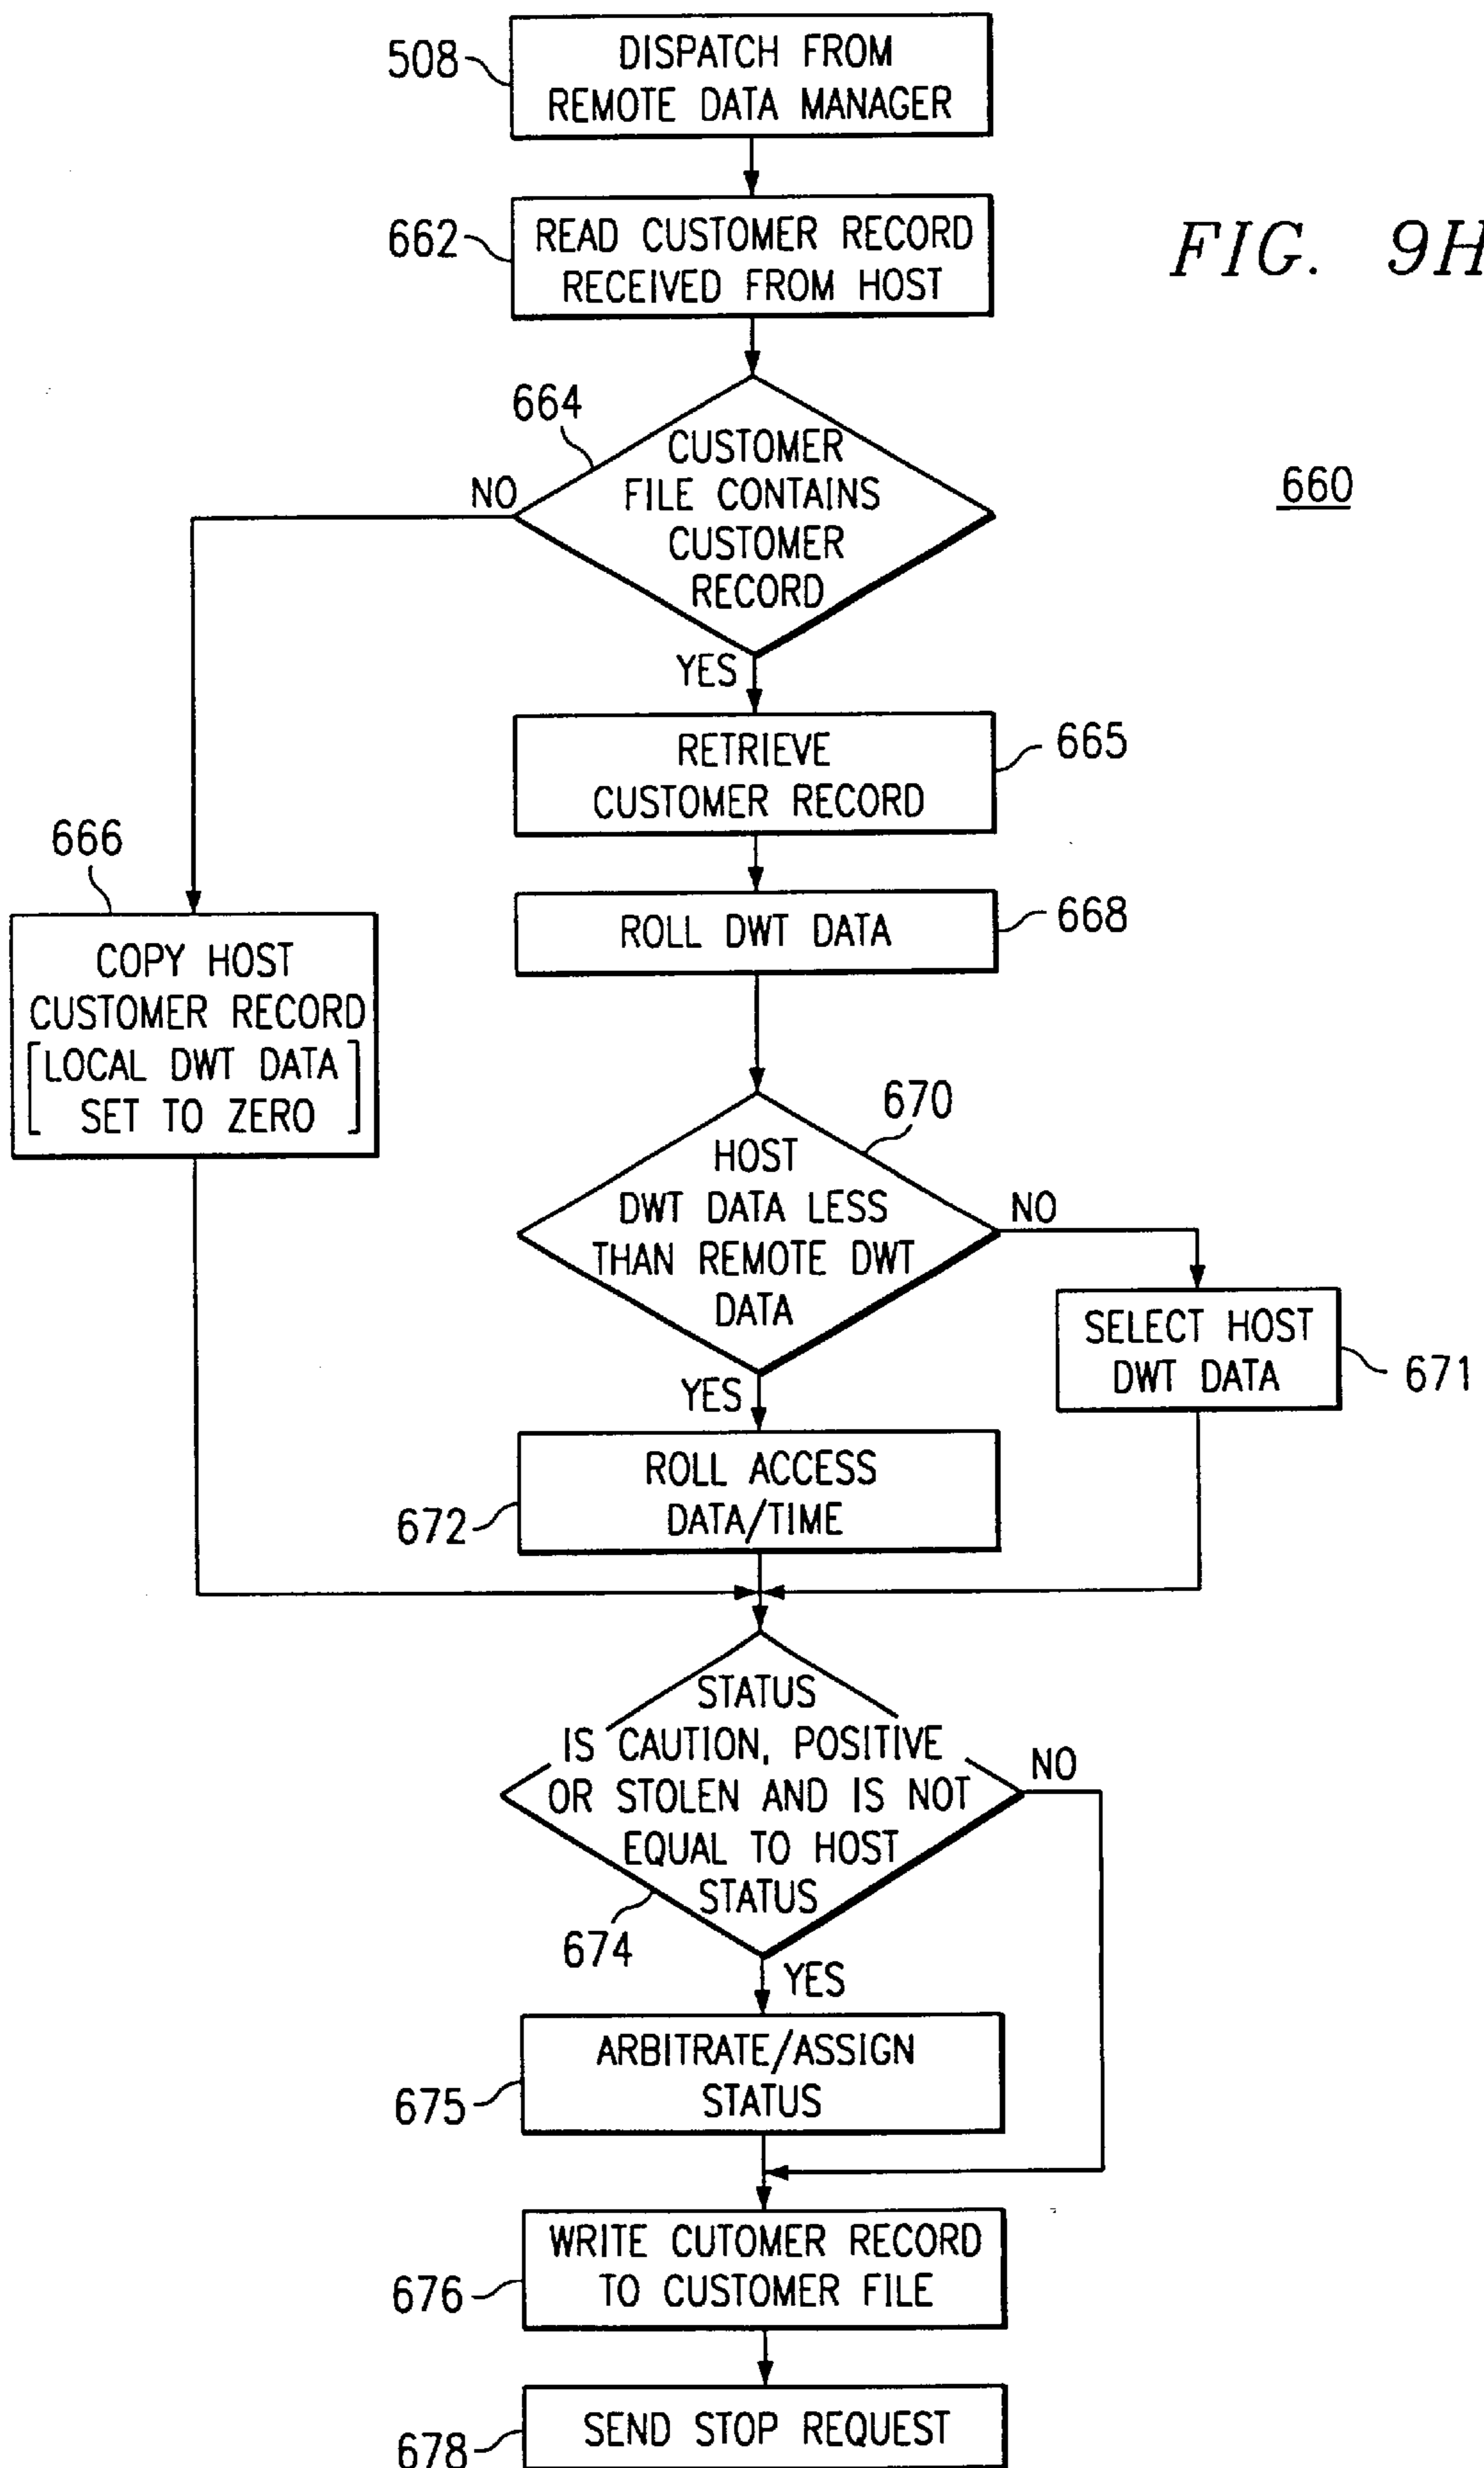 508
DISPATCH FROM
REMOTE DATA MANAGER
662
READ CUSTOMER RECORD
RECEIVED FROM HOST
FIG. 9H
664
CUSTOMER
FILE CONTAINS
CUSTOMER
RECORD
NO
660
YES
RETRIEVE
CUSTOMER RECORD
665
666
COPY HOST
CUSTOMER RECORD
[LOCAL DWT DATA
SET TO ZERO]
ROLL DWT DATA
668
670
HOST
DWT DATA LESS
THAN REMOTE DWT
DATA
NO
SELECT HOST
DWT DATA
671
YES
ROLL ACCESS
DATA/TIME
672
STATUS
IS CAUTION, POSITIVE
OR STOLEN AND IS NOT
EQUAL TO HOST
STATUS
NO
674
YES
ARBITRATE/ASSIGN
STATUS
675
WRITE CUTOMER RECORD
TO CUSTOMER FILE
676
SEND STOP REQUEST
678